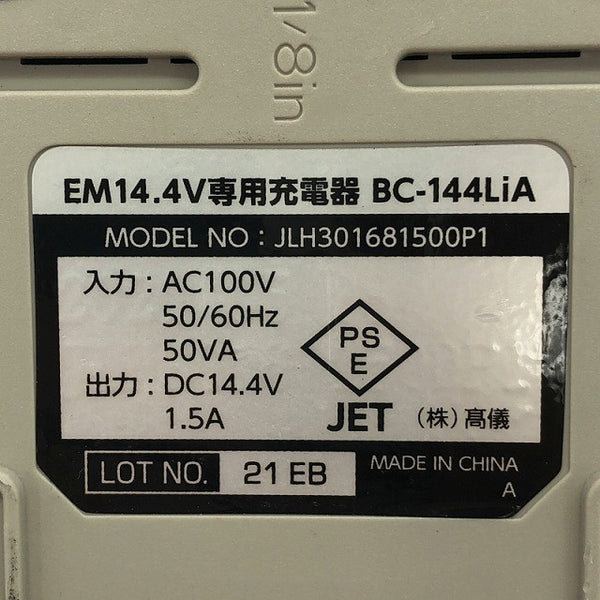 1/8in
EM14.4V専用充電器 BC-144LiA
MODEL NO : JLH301681500P1
入力 : AC100V
50/60Hz
50VA
出力 : DC14.4V
1.5A
PS
E
JET
(株)髙儀
LOT NO. 21 EB
MADE IN CHINA
A